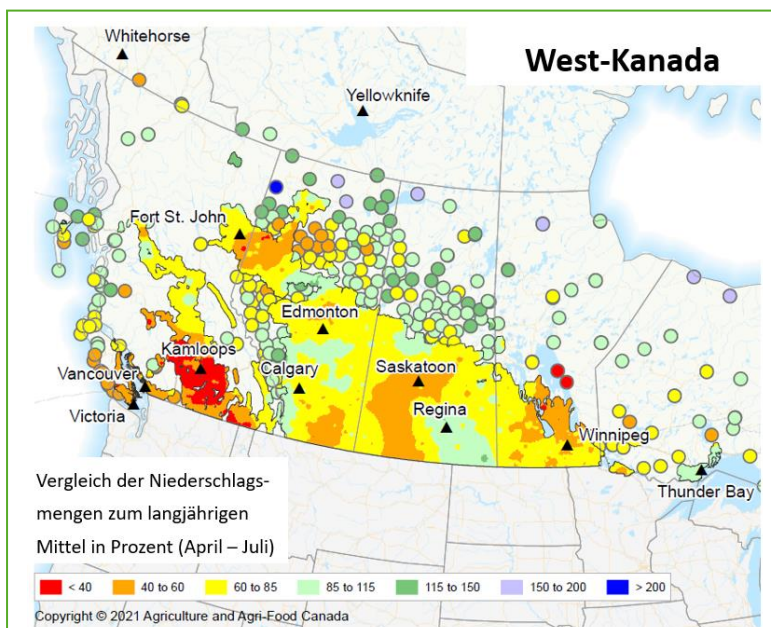 West-Kanada
Whitehorse
Yellowknife
Fort St. John
Edmonton
Kamloops
Vancouver
Calgary
Saskatoon
Victoria
Regina
Winnipeg
Thunder Bay
Vergleich der Niederschlags-
mengen zum langjährigen
Mittel in Prozent (April – Juli)
< 40 40 to 60 60 to 85 85 to 115 115 to 150 150 to 200 > 200
Copyright © 2021 Agriculture and Agri-Food Canada